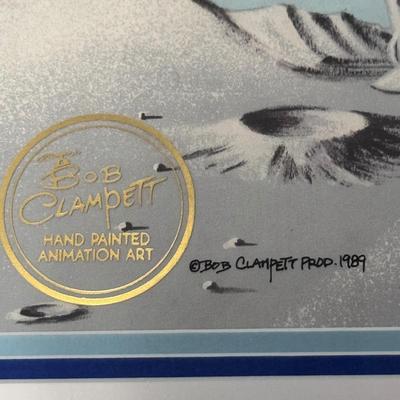 BOB
CLAMPETT
HAND PAINTED
ANIMATION ART
©BOB CLAMPETT PROD. 1989